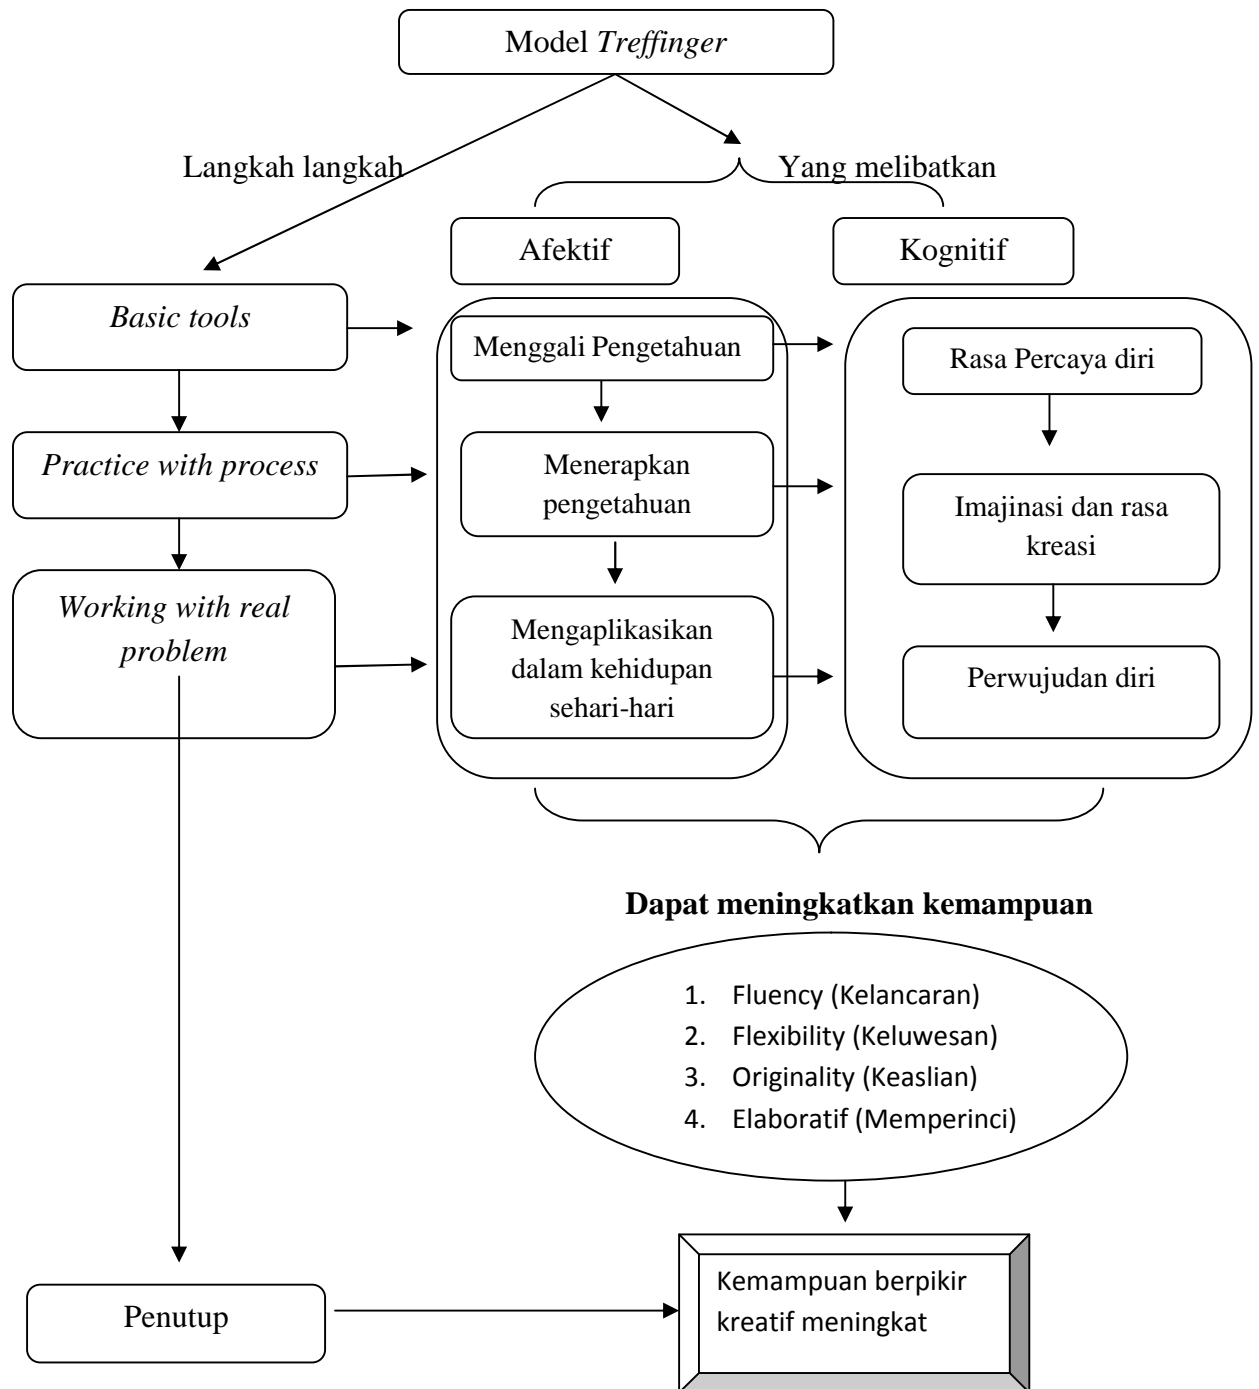 Model Treffinger
Langkah langkah
Yang melibatkan
Afektif
Kognitif
Basic tools
Menggali Pengetahuan
Rasa Percaya diri
Practice with process
Menerapkan
pengetahuan
Imajinasi dan rasa
kreasi
Working with real
problem
Mengaplikasikan
dalam kehidupan
sehari-hari
Perwujudan diri
Dapat meningkatkan kemampuan
1. Fluency (Kelancaran)
2. Flexibility (Keluwesan)
3. Originality (Keaslian)
4. Elaboratif (Memperinci)
Penutup
Kemampuan berpikir
kreatif meningkat